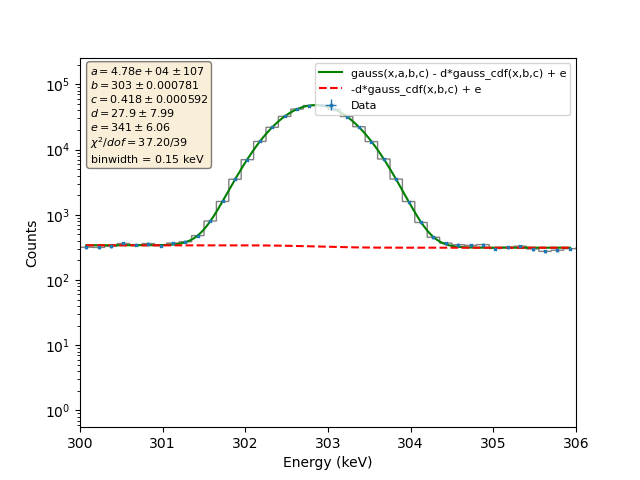 a = 4.78e + 04 ± 107
b = 303 ± 0.000781
c = 0.418 ± 0.000592
d = 27.9 ± 7.99
e = 341 ± 6.06
χ²/dof = 37.20/39
binwidth = 0.15 keV
gauss(x,a,b,c) - d*gauss_cdf(x,b,c) + e
-d*gauss_cdf(x,b,c) + e
Data
10⁵
10⁴
10³
10²
10¹
10⁰
Counts
300 301 302 303 304 305 306
Energy (keV)